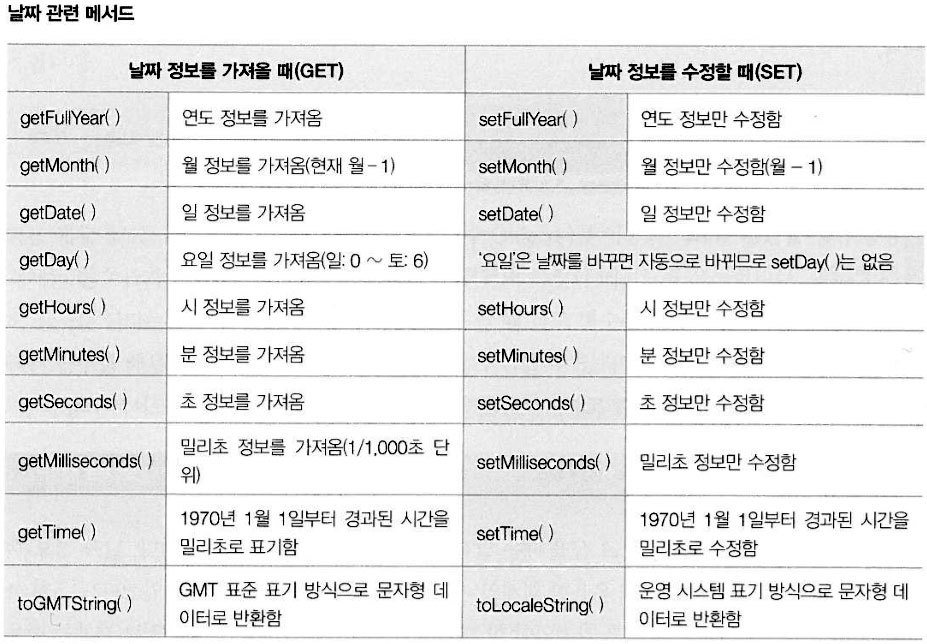 날짜 관련 메서드
날짜 정보를 가져올 때(GET) 날짜 정보를 수정할 때(SET)
getFullYear( ) 연도 정보를 가져옴 setFullYear( ) 연도 정보만 수정함
getMonth( ) 월 정보를 가져옴(현재 월 – 1) setMonth( ) 월 정보만 수정함(월 – 1)
getDate( ) 일 정보를 가져옴 setDate( ) 일 정보만 수정함
getDay( ) 요일 정보를 가져옴(일: 0 ~ 토: 6) '요일'은 날짜를 바꾸면 자동으로 바뀌므로 setDay( )는 없음
getHours( ) 시 정보를 가져옴 setHours( ) 시 정보만 수정함
getMinutes( ) 분 정보를 가져옴 setMinutes( ) 분 정보만 수정함
getSeconds( ) 초 정보를 가져옴 setSeconds( ) 초 정보만 수정함
getMilliseconds( ) 밀리초 정보를 가져옴(1/1,000초 단
위) setMilliseconds( ) 밀리초 정보만 수정함
getTime( ) 1970년 1월 1일부터 경과된 시간을
밀리초로 표기함 setTime( ) 1970년 1월 1일부터 경과된 시간을
밀리초로 수정함
toGMTString( ) GMT 표준 표기 방식으로 문자형 데
이터로 반환함 toLocaleString( ) 운영 시스템 표기 방식으로 문자형 데
이터로 반환함